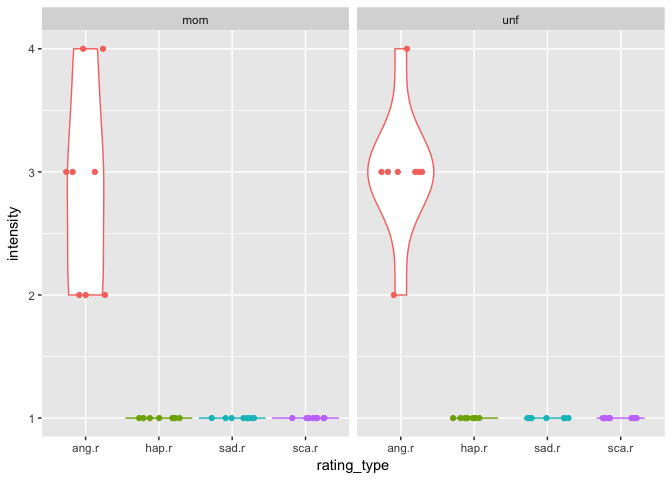 mom unf
intensity
4
3
2
1
ang.r hap.r sad.r sca.r ang.r hap.r sad.r sca.r
rating_type